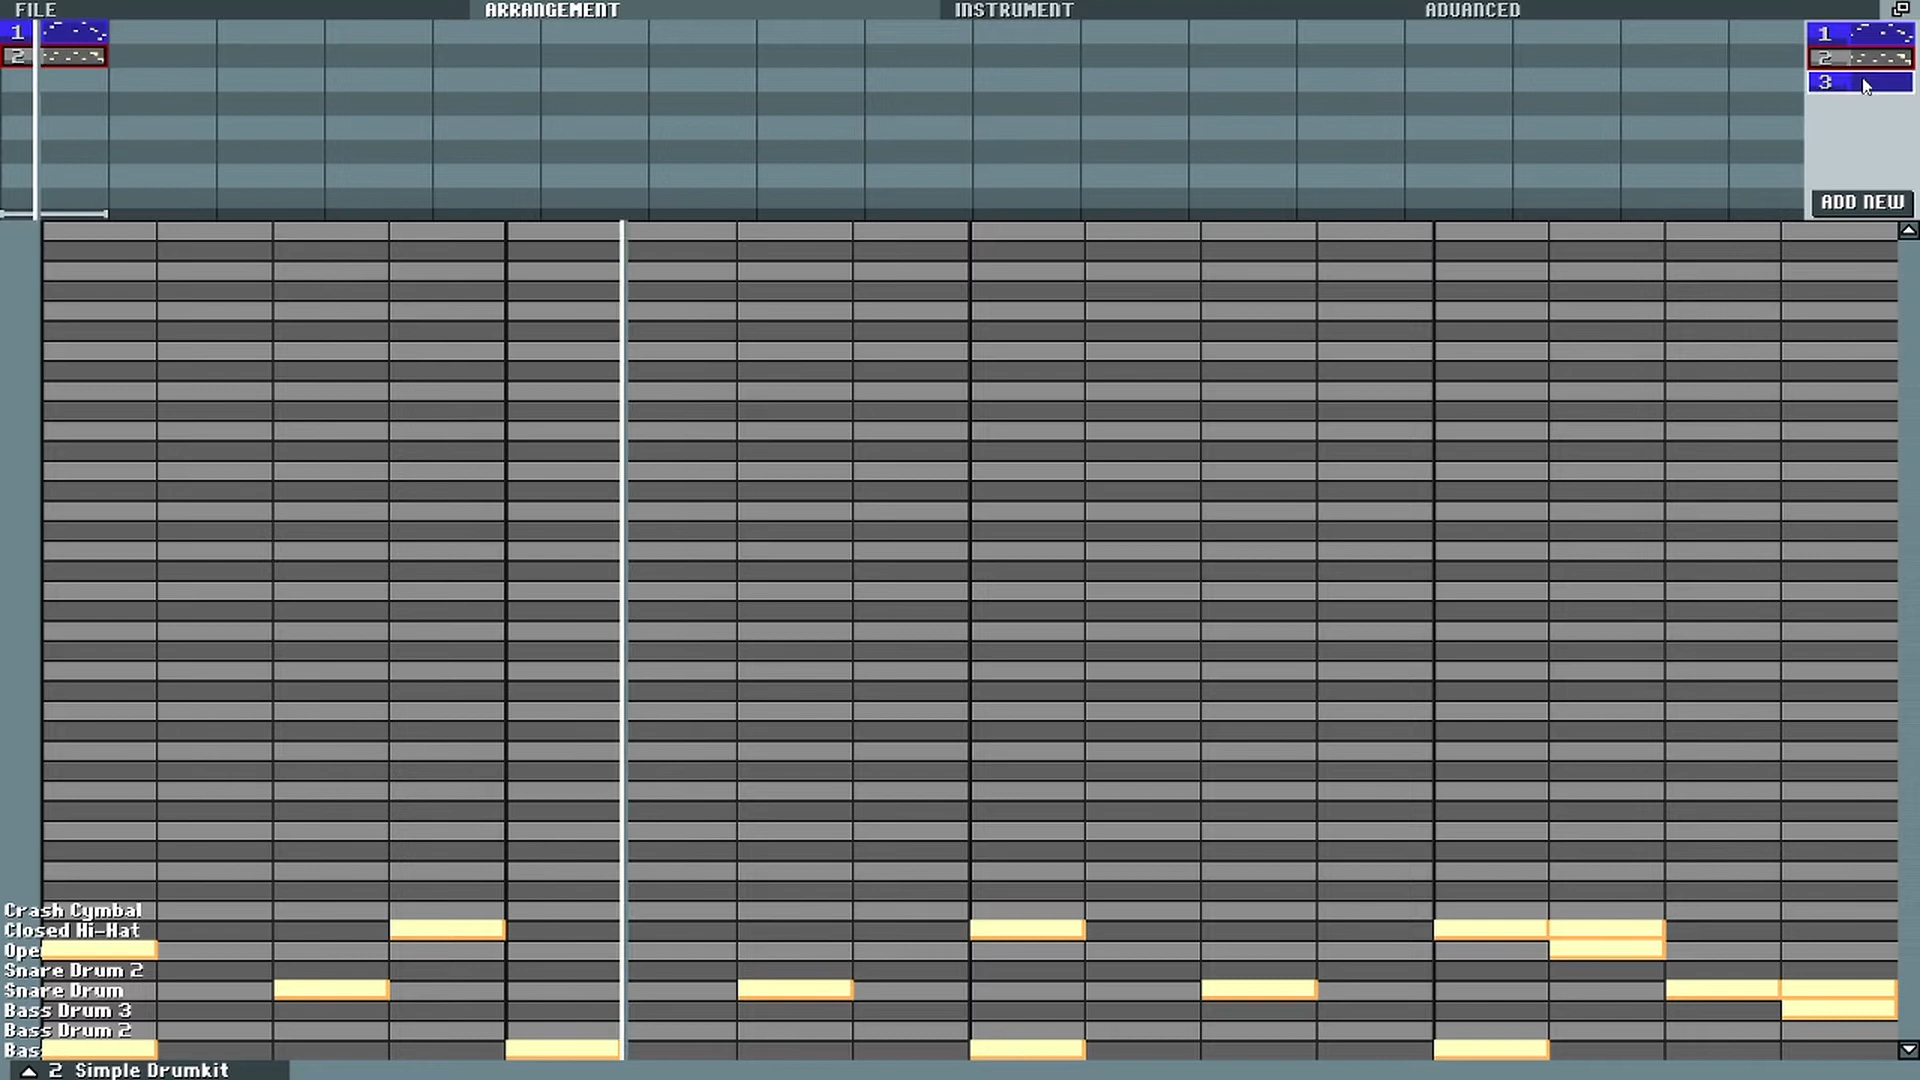 FILE
ARRANGEMENT
INSTRUMENT
ADVANCED
1
2
1
2
3
ADD NEW
Crash Cymbal
Closed Hi-Hat
Ope
Snare Drum 2
Snare Drum
Bass Drum 3
Bass Drum 2
Bas
2 Simple Drumkit